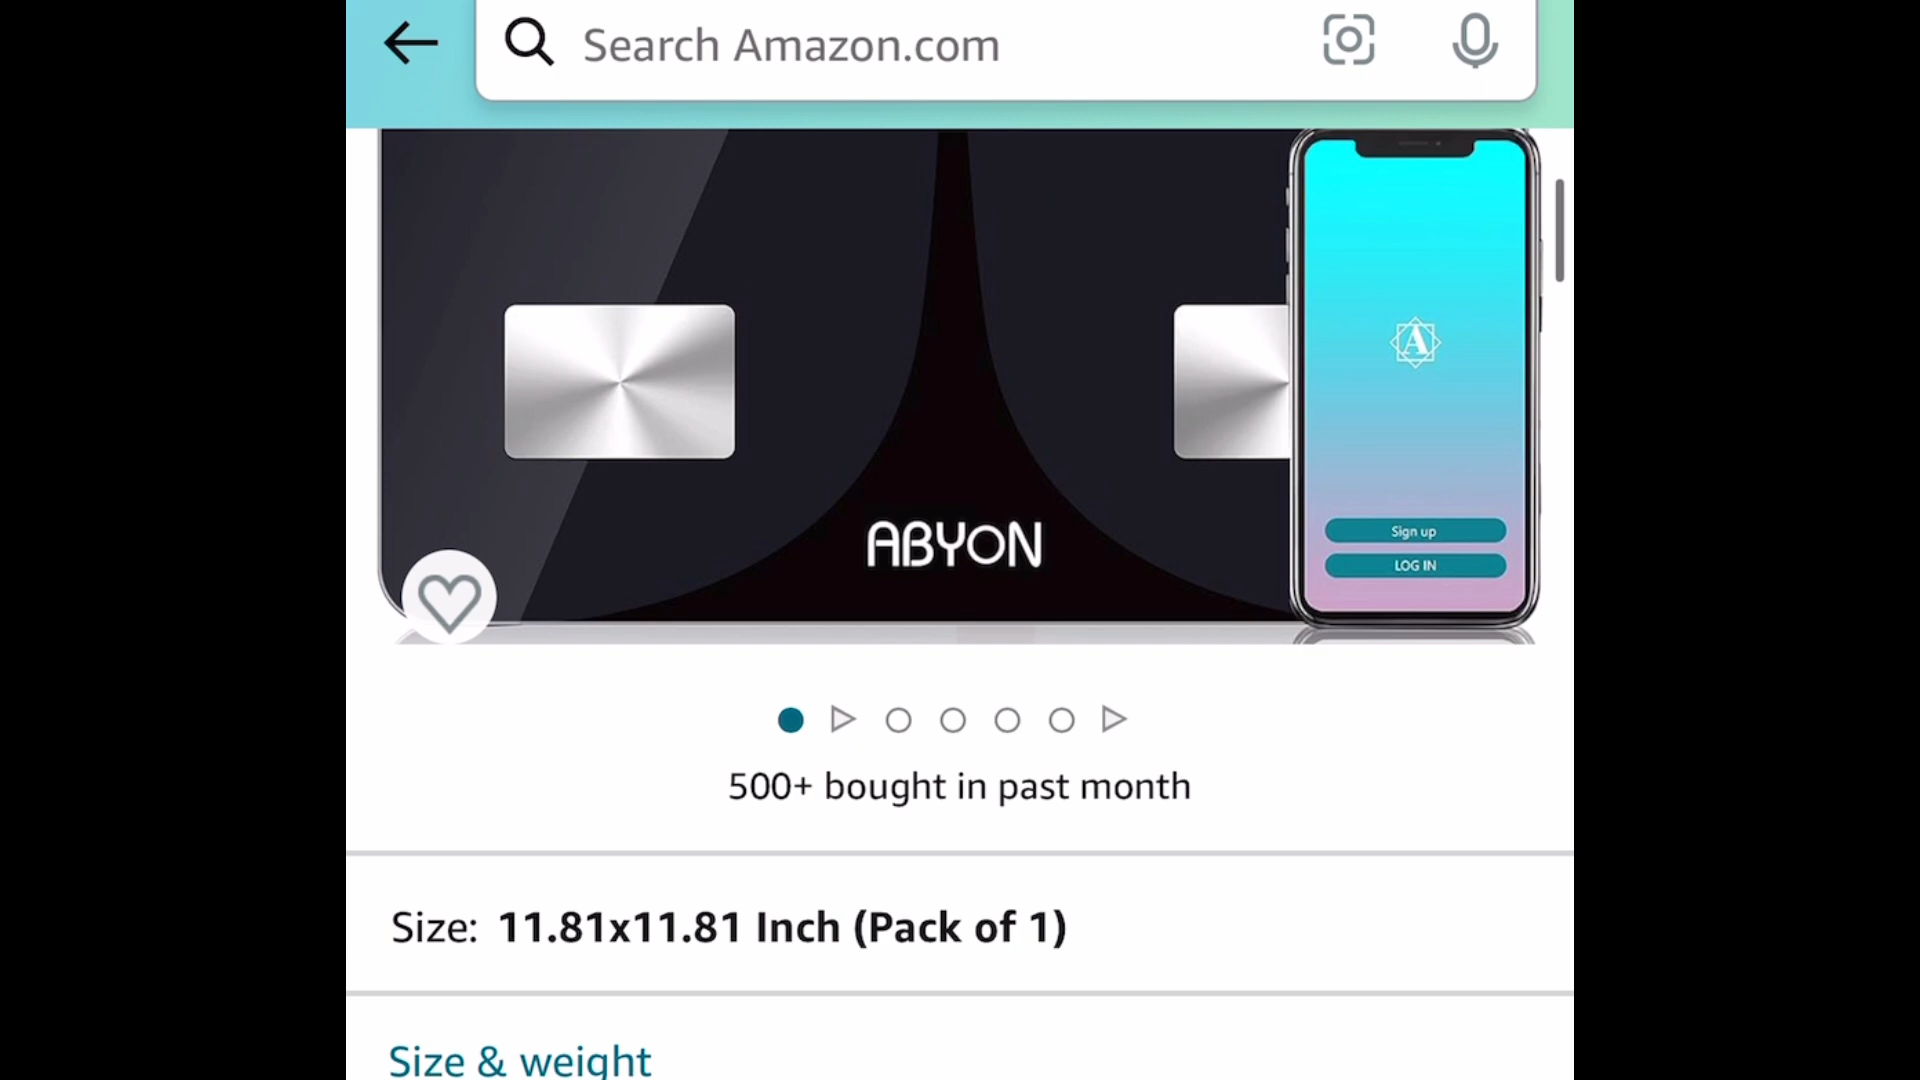 Search Amazon.com
A
Sign up
LOG IN
ABYON
500+ bought in past month
Size: 11.81x11.81 Inch (Pack of 1)
Size & weight